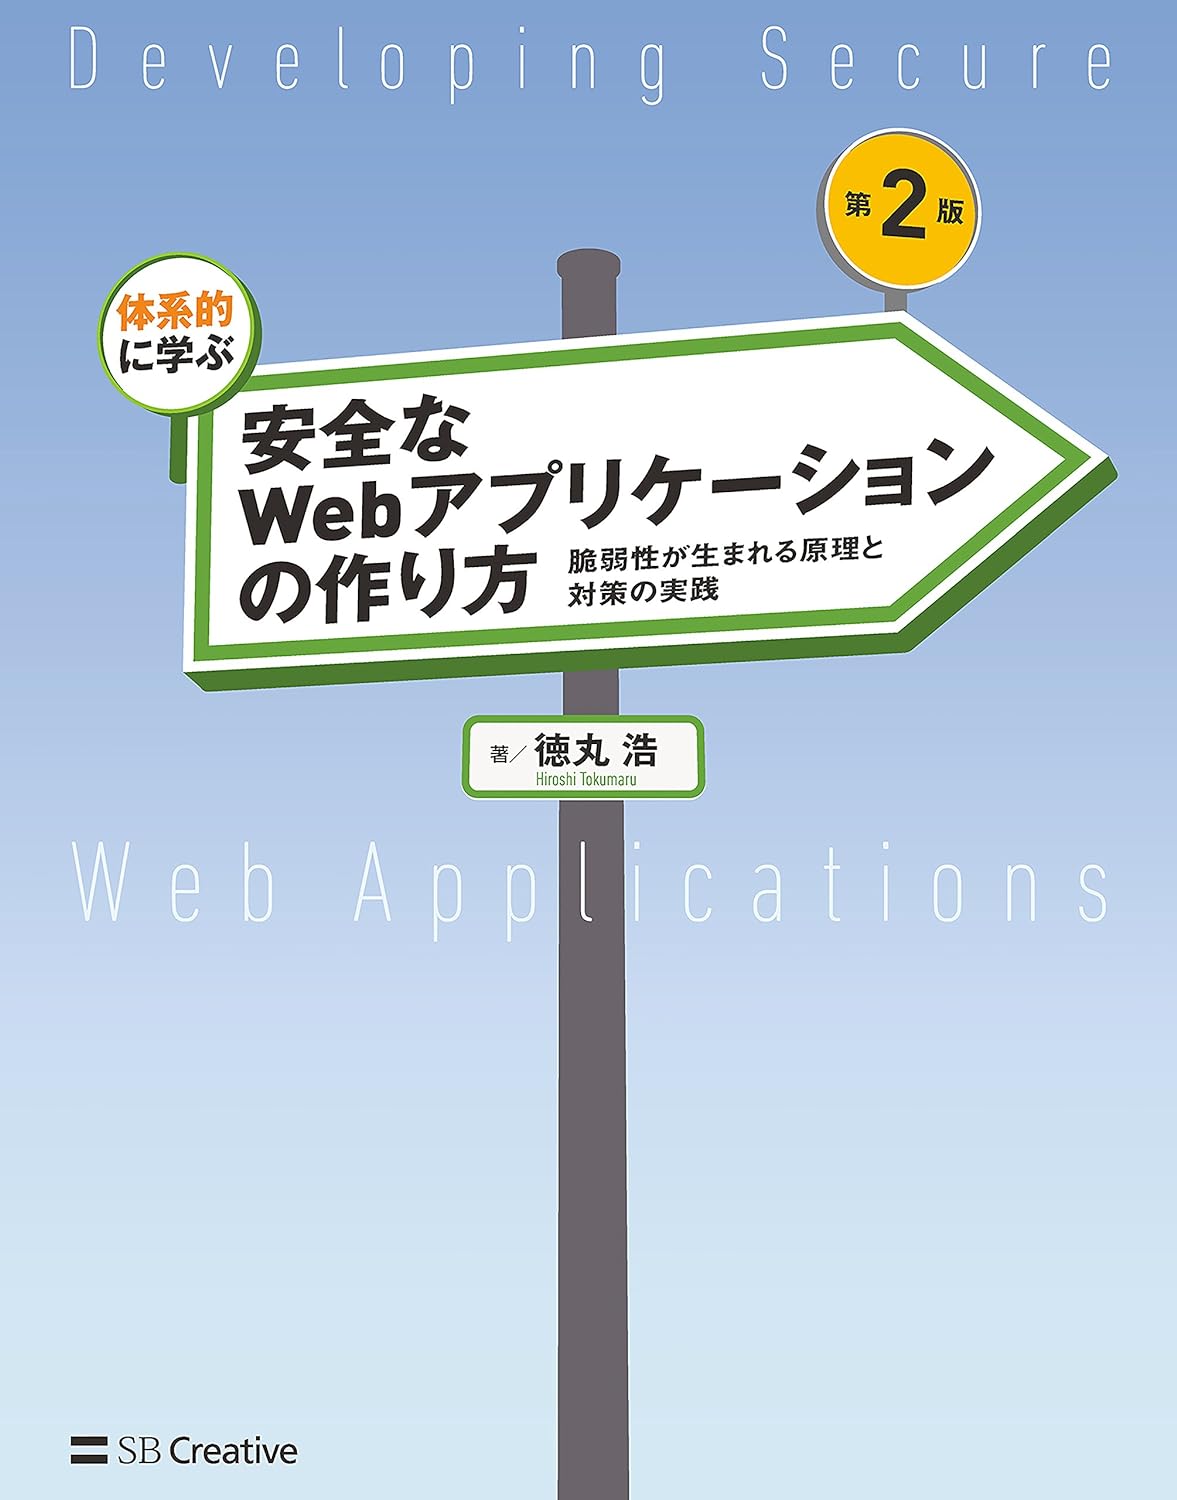 Developing Secure
第2版
体系的
に学ぶ
安全な
Webアプリケーション
の作り方
脆弱性が生まれる原理と
対策の実践
著／徳丸 浩
Hiroshi Tokumaru
Web Applications
SB Creative